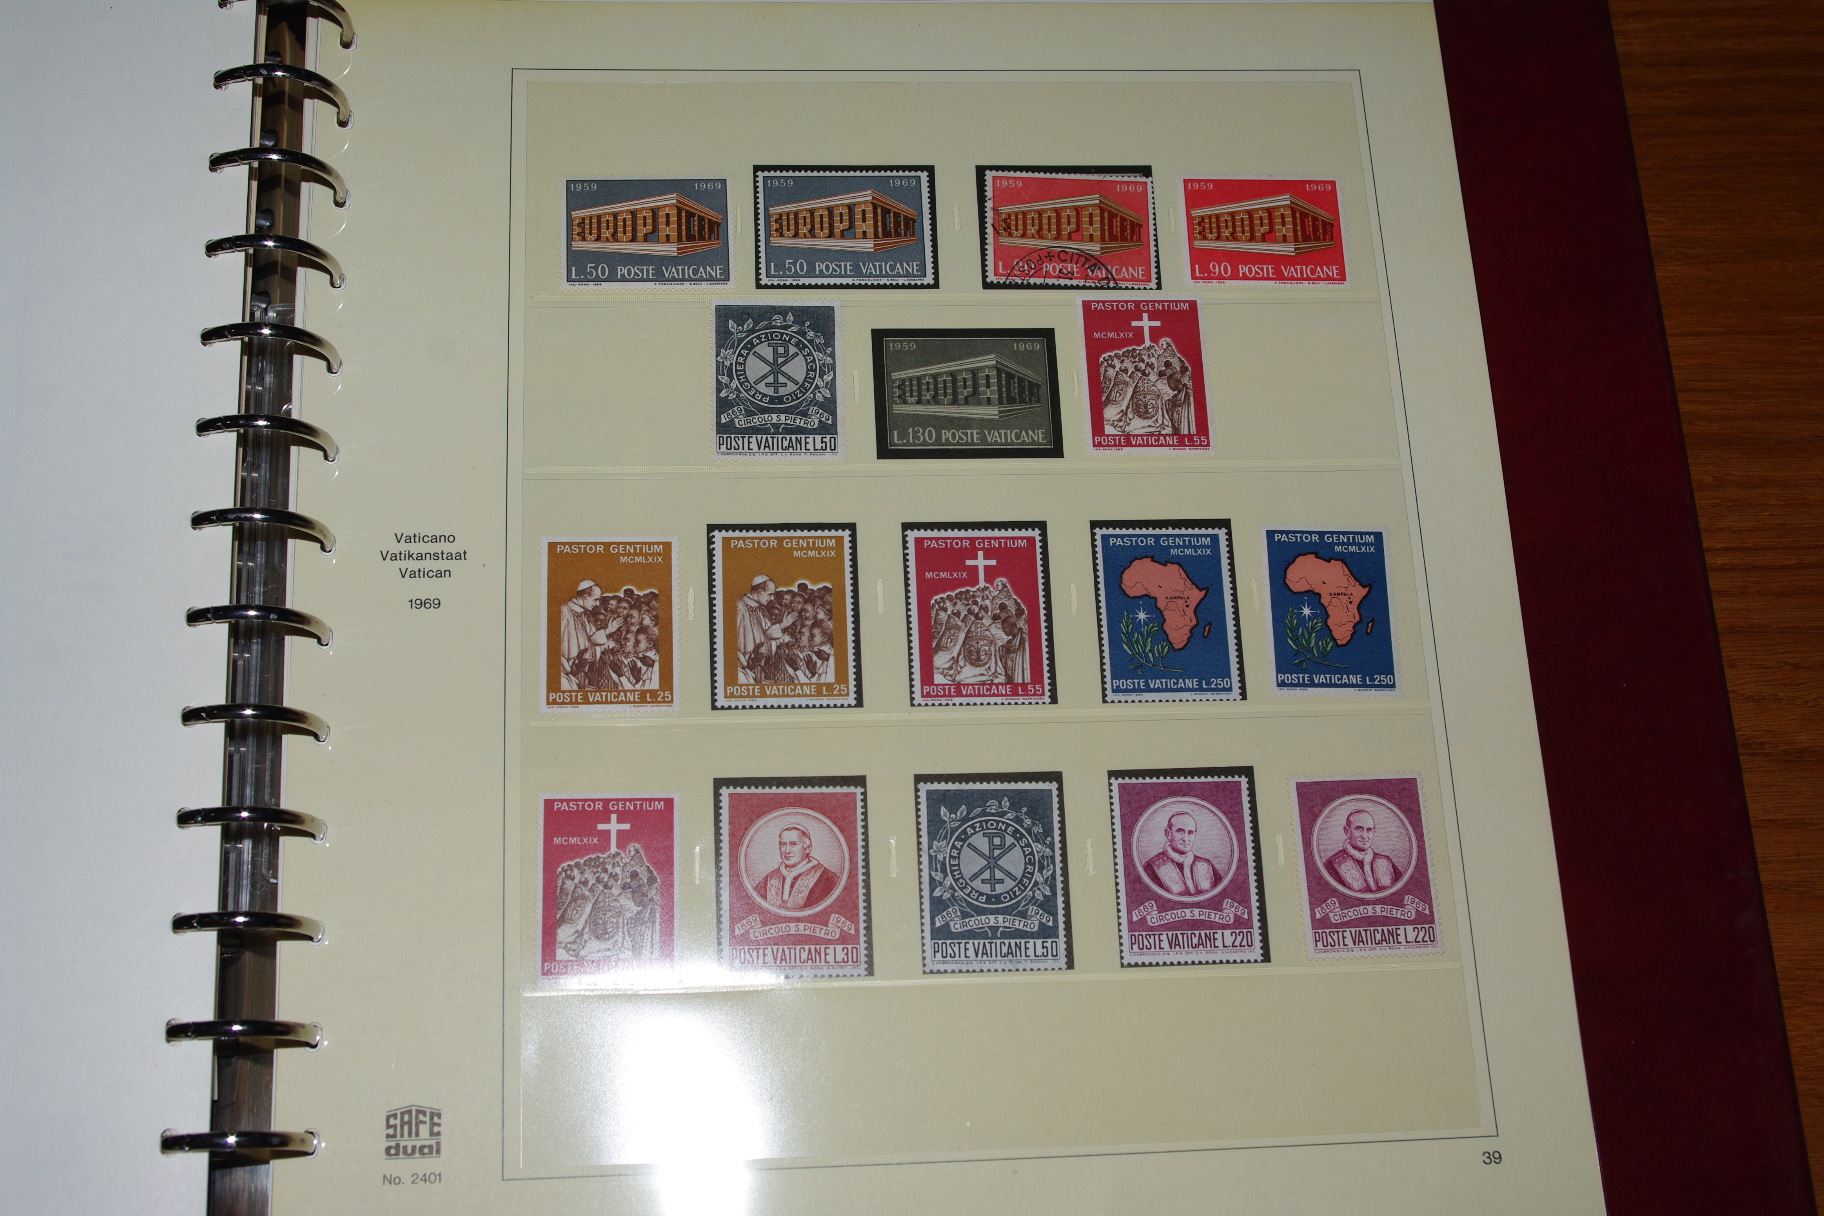 Vaticano
Vatikanstaat
Vatican
1969
1959 1969
EUROPA CEPT
L.50 POSTE VATICANE
1959 1969
EUROPA CEPT
L.50 POSTE VATICANE
1959 1969
EUROPA CEPT
L.90 POSTE VATICANE
CITTA
1959 1969
EUROPA CEPT
L.90 POSTE VATICANE
PREGHIERA · AZIONE · SACRIFIZIO
1869 1969
CIRCOLO S. PIETRO
POSTE VATICANE L.50
1959 1969
EUROPA CEPT
L.130 POSTE VATICANE
PASTOR GENTIUM
MCMLXIX
POSTE VATICANE L.55
PASTOR GENTIUM
MCMLXIX
POSTE VATICANE L.25
PASTOR GENTIUM
MCMLXIX
POSTE VATICANE L.25
PASTOR GENTIUM
MCMLXIX
POSTE VATICANE L.55
PASTOR GENTIUM
MCMLXIX
KAMPALA
POSTE VATICANE L.250
PASTOR GENTIUM
MCMLXIX
KAMPALA
POSTE VATICANE L.250
PASTOR GENTIUM
MCMLXIX
POSTE
1869 1969
CIRCOLO S. PIETRO
POSTE VATICANE L.30
PREGHIERA · AZIONE · SACRIFIZIO
1869 1969
CIRCOLO S. PIETRO
POSTE VATICANE L.50
1869 1969
CIRCOLO S. PIETRO
POSTE VATICANE L.220
1869 1969
CIRCOLO S. PIETRO
POSTE VATICANE L.220
SAFE
dual
No. 2401
39